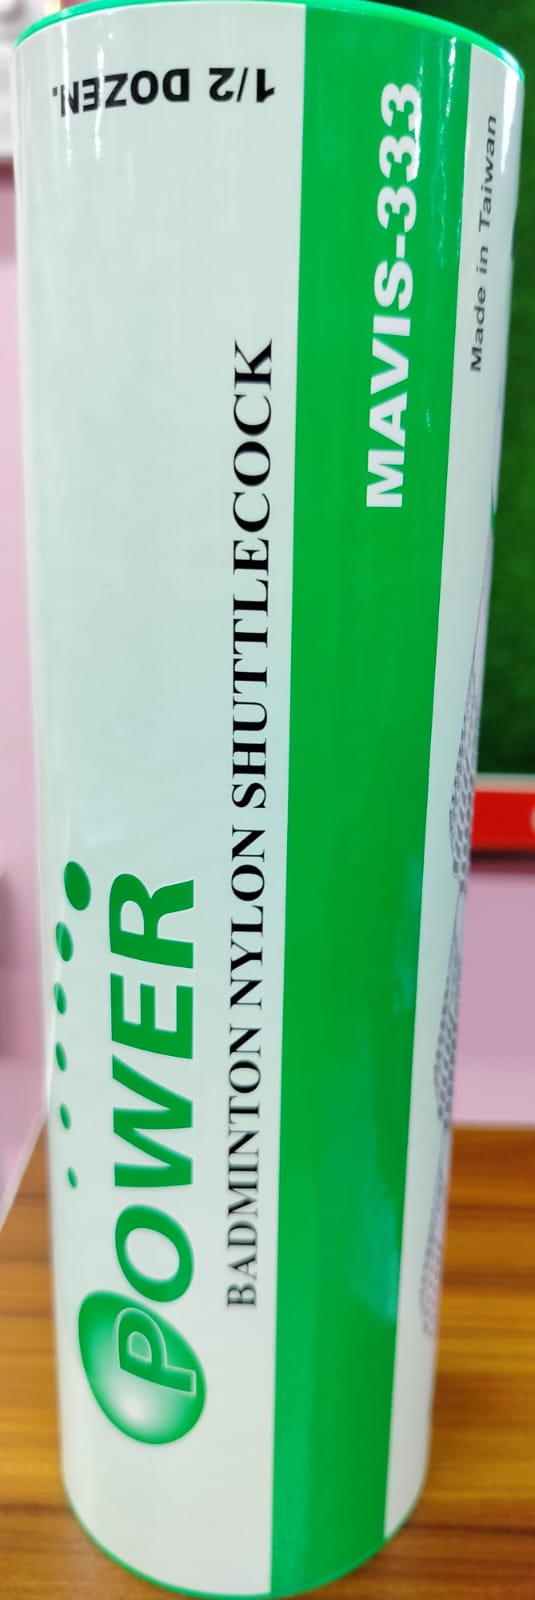 1/2 DOZEN.
POWER
BADMINTON NYLON SHUTTLECOCK
MAVIS-333
Made in Taiwan